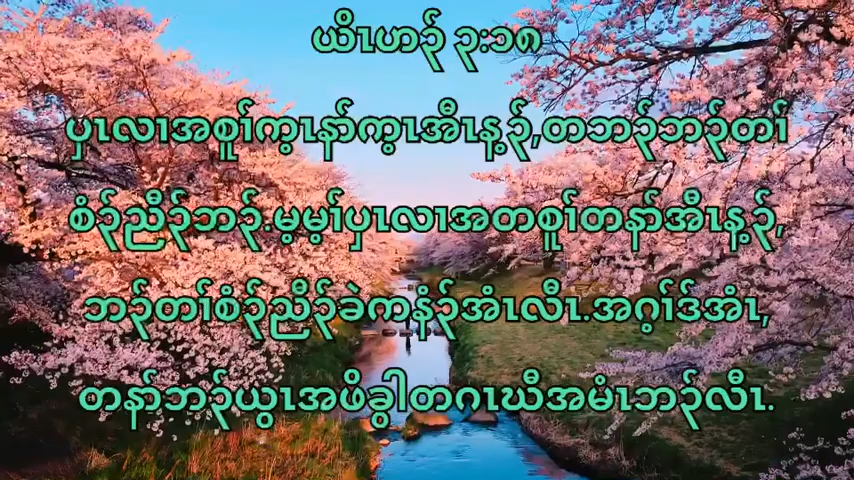 ယိၤဟၣ် ၃:၁၈
ပှၤလၢအစူၢ်က့ၤနာ်က့ၤအီၤန့ၣ်,တဘၣ်ဘၣ်တၢ်
စံၣ်ညီၣ်ဘၣ်.မ့မ့ၢ်ပှၤလၢအတစူၢ်တနာ်အီၤန့ၣ်,
ဘၣ်တၢ်စံၣ်ညီၣ်ခဲကနံၣ်အံၤလီၤ.အဂ့ၢ်ဒ်အံၤ,
တနာ်ဘၣ်ယွၤအဖိခွါတဂၤဃီအမံၤဘၣ်လီၤ.